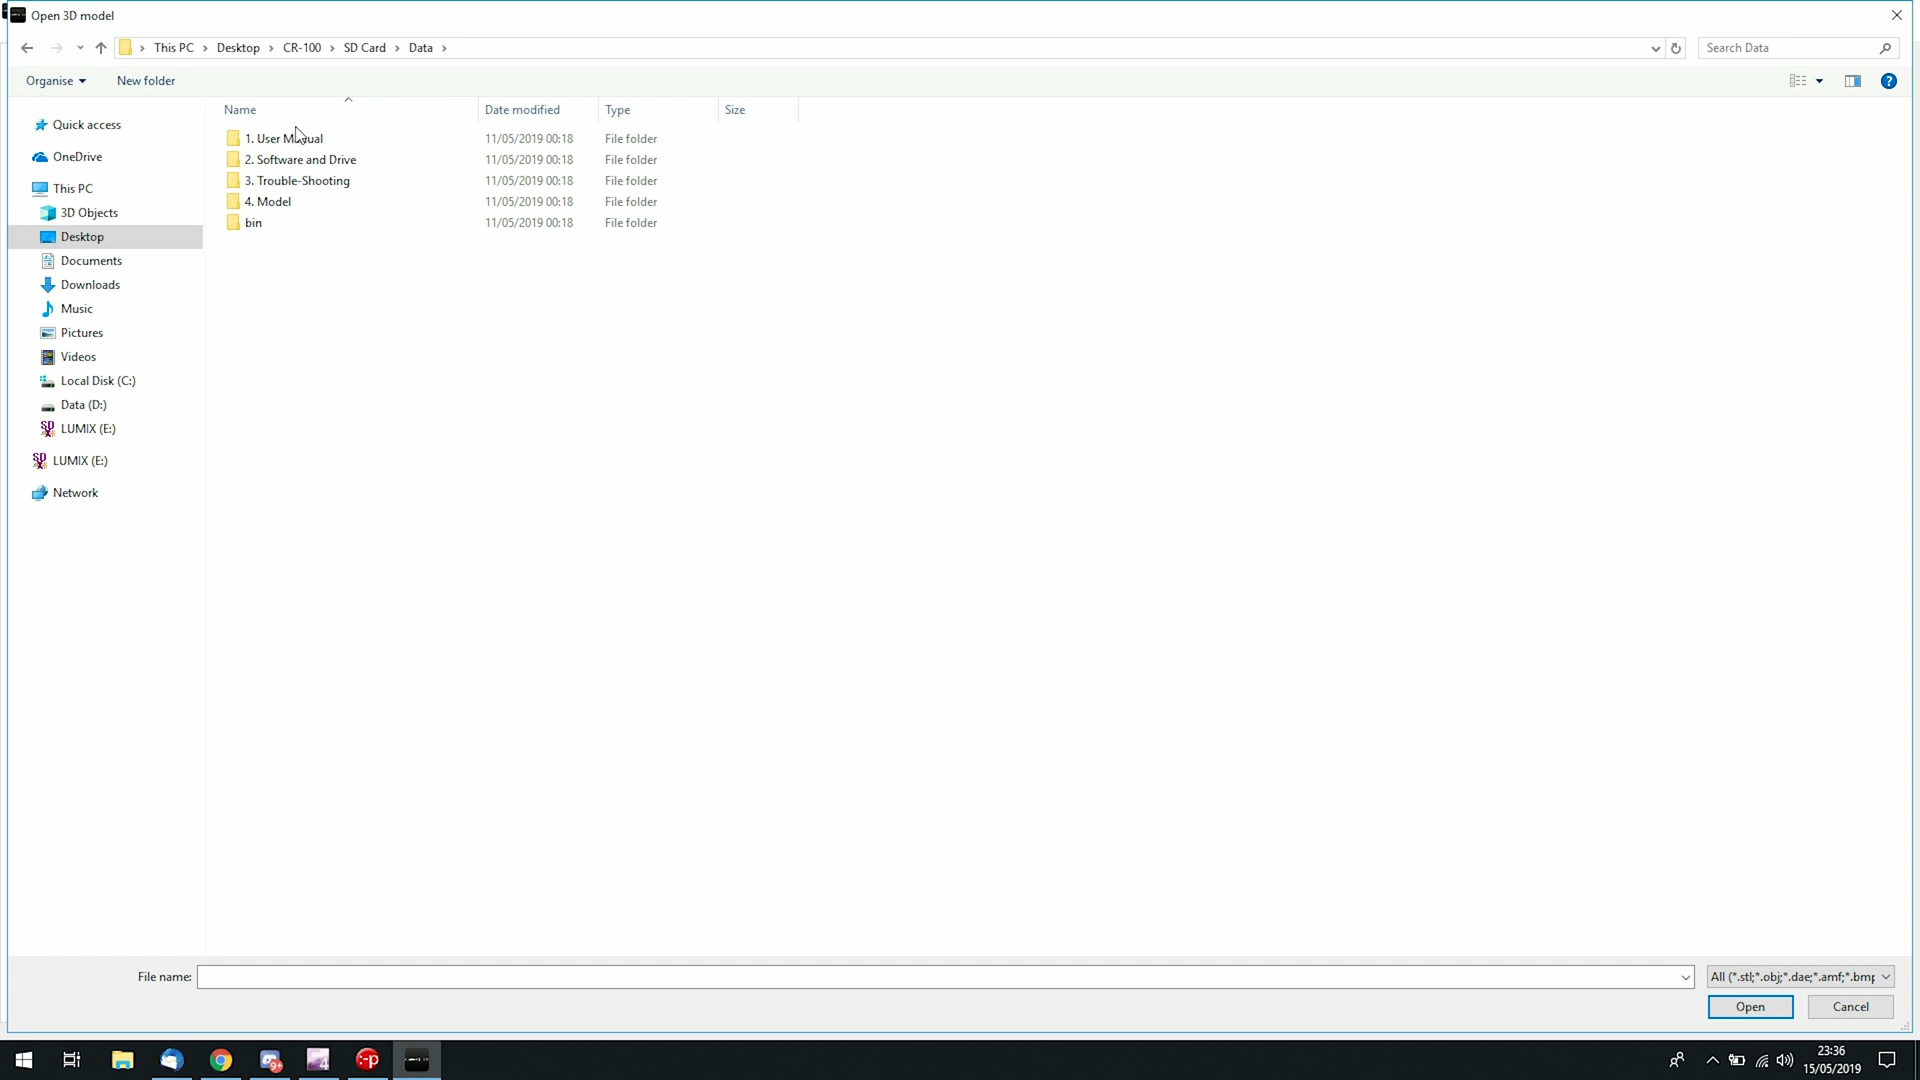 Open 3D model
This PC > Desktop > CR-100 > SD Card > Data >
Search Data
Organise
New folder
Name
Date modified
Type
Size
Quick access
OneDrive
This PC
3D Objects
Desktop
Documents
Downloads
Music
Pictures
Videos
Local Disk (C:)
Data (D:)
LUMIX (E:)
LUMIX (E:)
Network
1. User Manual 11/05/2019 00:18 File folder
2. Software and Drive 11/05/2019 00:18 File folder
3. Trouble-Shooting 11/05/2019 00:18 File folder
4. Model 11/05/2019 00:18 File folder
bin 11/05/2019 00:18 File folder
File name:
All (*.stl;*.obj;*.dae;*.amf;*.bmp
Open
Cancel
9+
4
:-p
23:36
15/05/2019